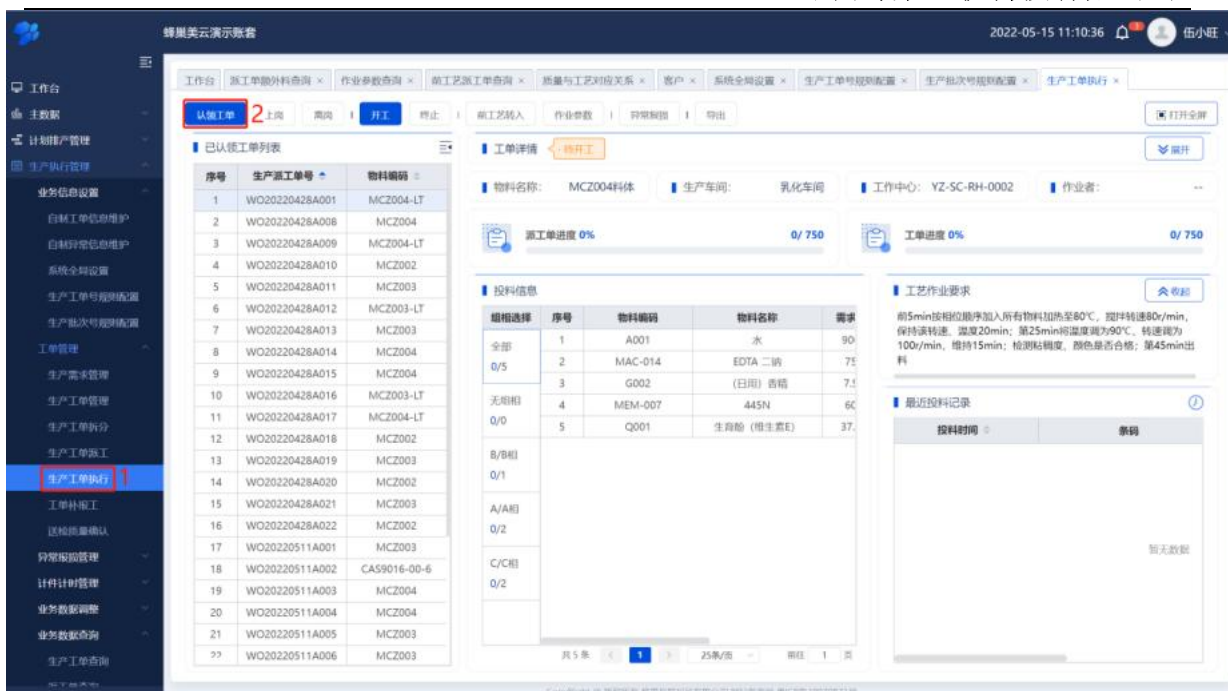 蜂巢美云演示账套
2022-05-15 11:10:36
伍小旺
工作台
主数据
计划排产管理
生产执行管理
业务信息设置
自制工单信息维护
自制异常信息维护
系统全局设置
生产工单号规则配置
生产批次号规则配置
工单管理
生产需求管理
生产工单管理
生产工单拆分
生产工单派工
生产工单执行 1
工单补报工
送检质量确认
异常报损管理
计件计时管理
业务数据调整
业务数据查询
生产工单查询
工作台 派工单额外料查询 × 作业参数查询 × 前工艺派工单查询 × 质量与工艺对应关系 × 客户 × 系统全局设置 × 生产工单号规则配置 × 生产批次号规则配置 × 生产工单执行 ×
认领工单 2 上岗 离岗 开工 终止 前工艺转入 作业参数 异常报损 导出 打开全屏
已认领工单列表
序号 生产派工单号 物料编码
1 WO20220428A001 MCZ004-LT
2 WO20220428A008 MCZ004
3 WO20220428A009 MCZ004-LT
4 WO20220428A010 MCZ002
5 WO20220428A011 MCZ003
6 WO20220428A012 MCZ003-LT
7 WO20220428A013 MCZ003
8 WO20220428A014 MCZ004
9 WO20220428A015 MCZ004
10 WO20220428A016 MCZ003-LT
11 WO20220428A017 MCZ004-LT
12 WO20220428A018 MCZ002
13 WO20220428A019 MCZ003
14 WO20220428A020 MCZ002
15 WO20220428A021 MCZ003
16 WO20220428A022 MCZ002
17 WO20220511A001 MCZ003
18 WO20220511A002 CAS9016-00-6
19 WO20220511A003 MCZ004
20 WO20220511A004 MCZ004
21 WO20220511A005 MCZ003
22 WO20220511A006 MCZ003
工单详情 待开工 展开
物料名称: MCZ004料体 生产车间: 乳化车间 工作中心: YZ-SC-RH-0002 作业者: --
派工单进度 0% 0/ 750 工单进度 0% 0/ 750
投料信息
组相选择 序号 物料编码 物料名称 需求
全部
0/5
无组相
0/0
B/B相
0/1
A/A相
0/2
C/C相
0/2
1 A001 水 90
2 MAC-014 EDTA 二钠 75
3 G002 (日用) 香精 7.5
4 MEM-007 445N 60
5 Q001 生育酚 (维生素E) 37.
共 5 条 1 25条/页 前往 1 页
工艺作业要求 收起
前5min按相位顺序加入所有物料加热至80℃, 搅拌转速80r/min,
保持该转速、温度20min; 第25min将温度调为90℃、转速调为
100r/min, 维持15min; 检测粘稠度、颜色是否合格; 第45min出
料
最近投料记录
投料时间 条码
暂无数据